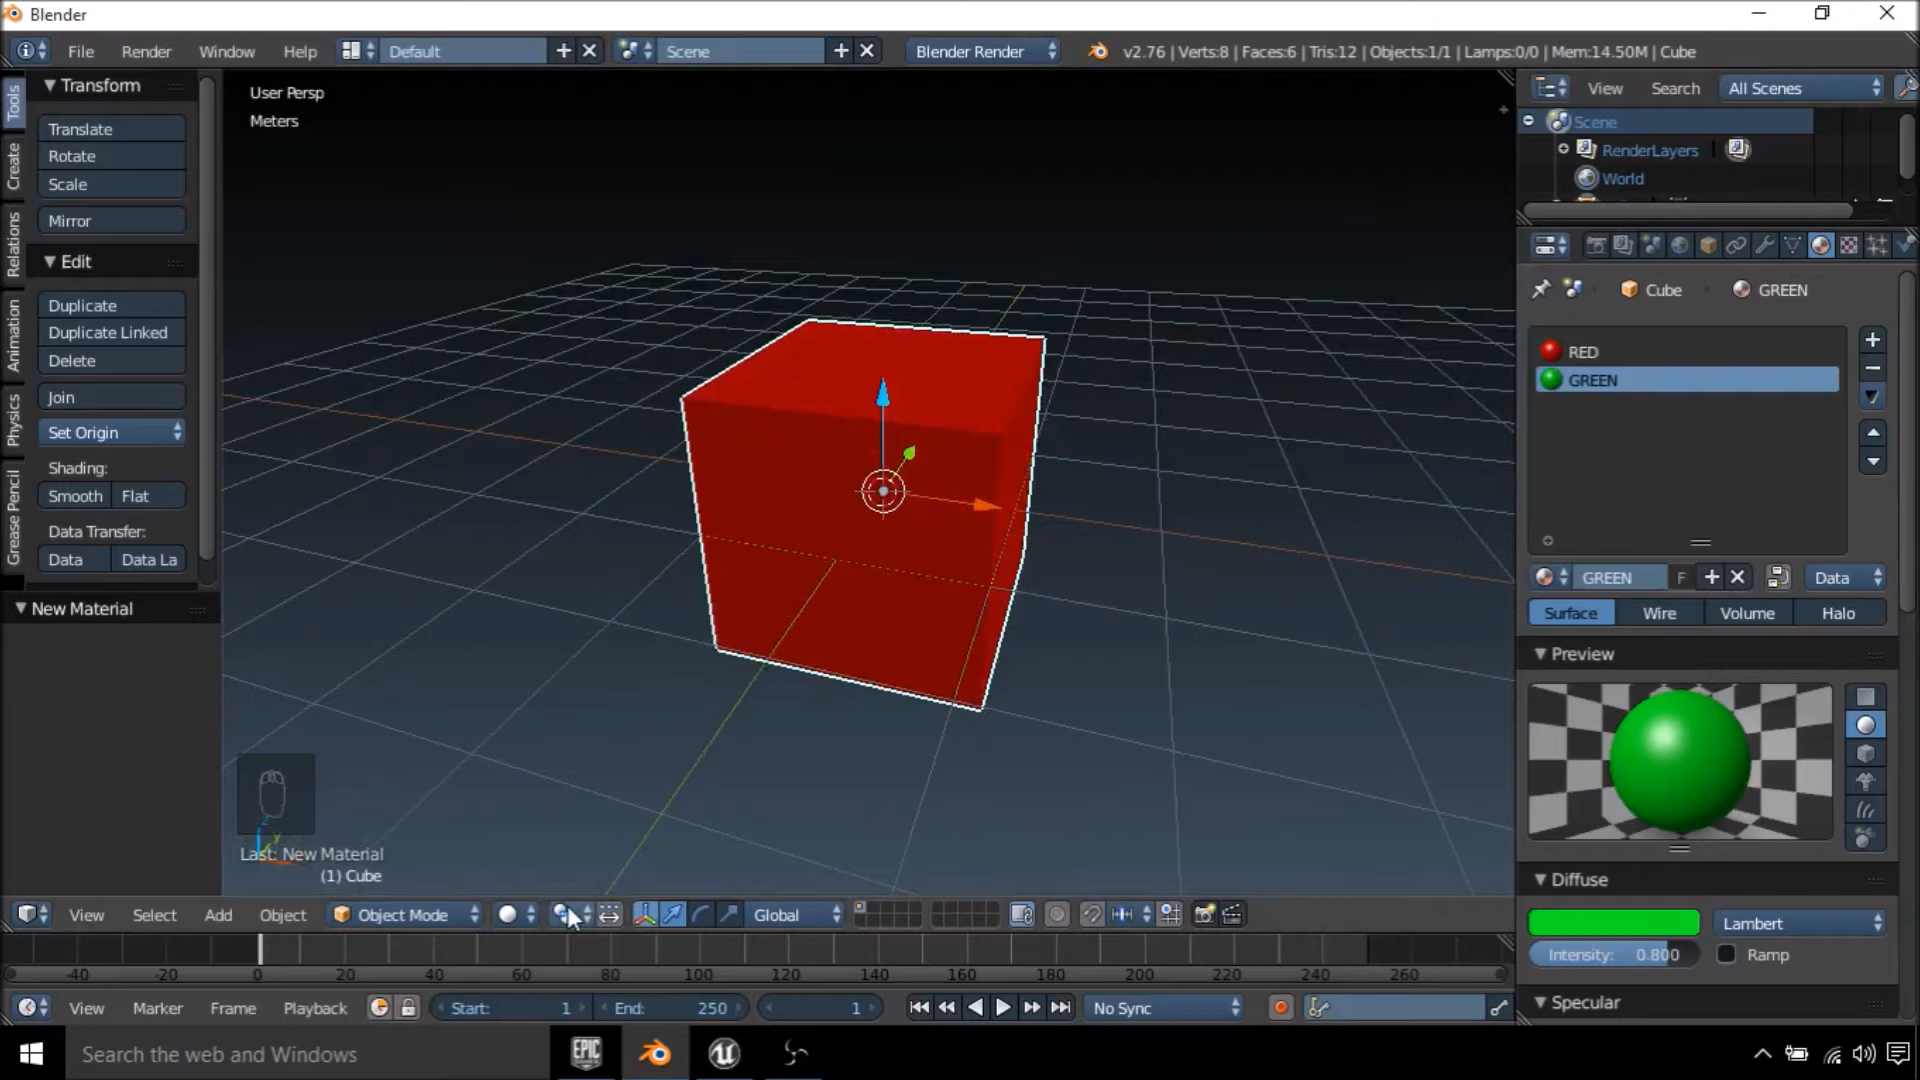 Blender
File Render Window Help Default Scene Blender Render v2.76 | Verts:8 | Faces:6 | Tris:12 | Objects:1/1 | Lamps:0/0 | Mem:14.50M | Cube
Tools
Create
Relations
Animation
Physics
Grease Pencil
Transform
Translate
Rotate
Scale
Mirror
Edit
Duplicate
Duplicate Linked
Delete
Join
Set Origin
Shading:
Smooth Flat
Data Transfer:
Data Data La
New Material
User Persp
Meters
Last: New Material
(1) Cube
View Search All Scenes
Scene
RenderLayers
World
Cube GREEN
RED
GREEN
GREEN F Data
Surface Wire Volume Halo
Preview
Diffuse
Lambert
Intensity: 0.800 Ramp
Specular
View Select Add Object Object Mode Global
-40 -20 0 20 40 60 80 100 120 140 160 180 200 220 240 260
View Marker Frame Playback Start: 1 End: 250 1 No Sync
Search the web and Windows
EPIC